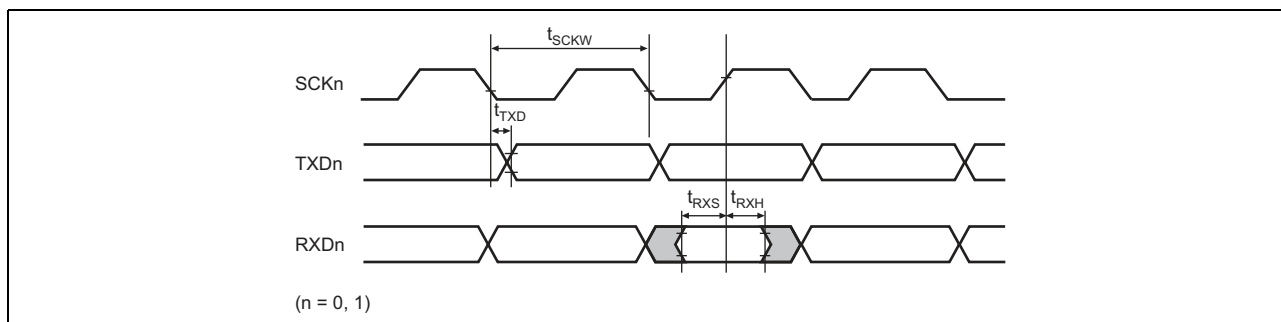 tSCKW
SCKn
tTXD
TXDn
tRXS tRXH
RXDn
(n = 0, 1)